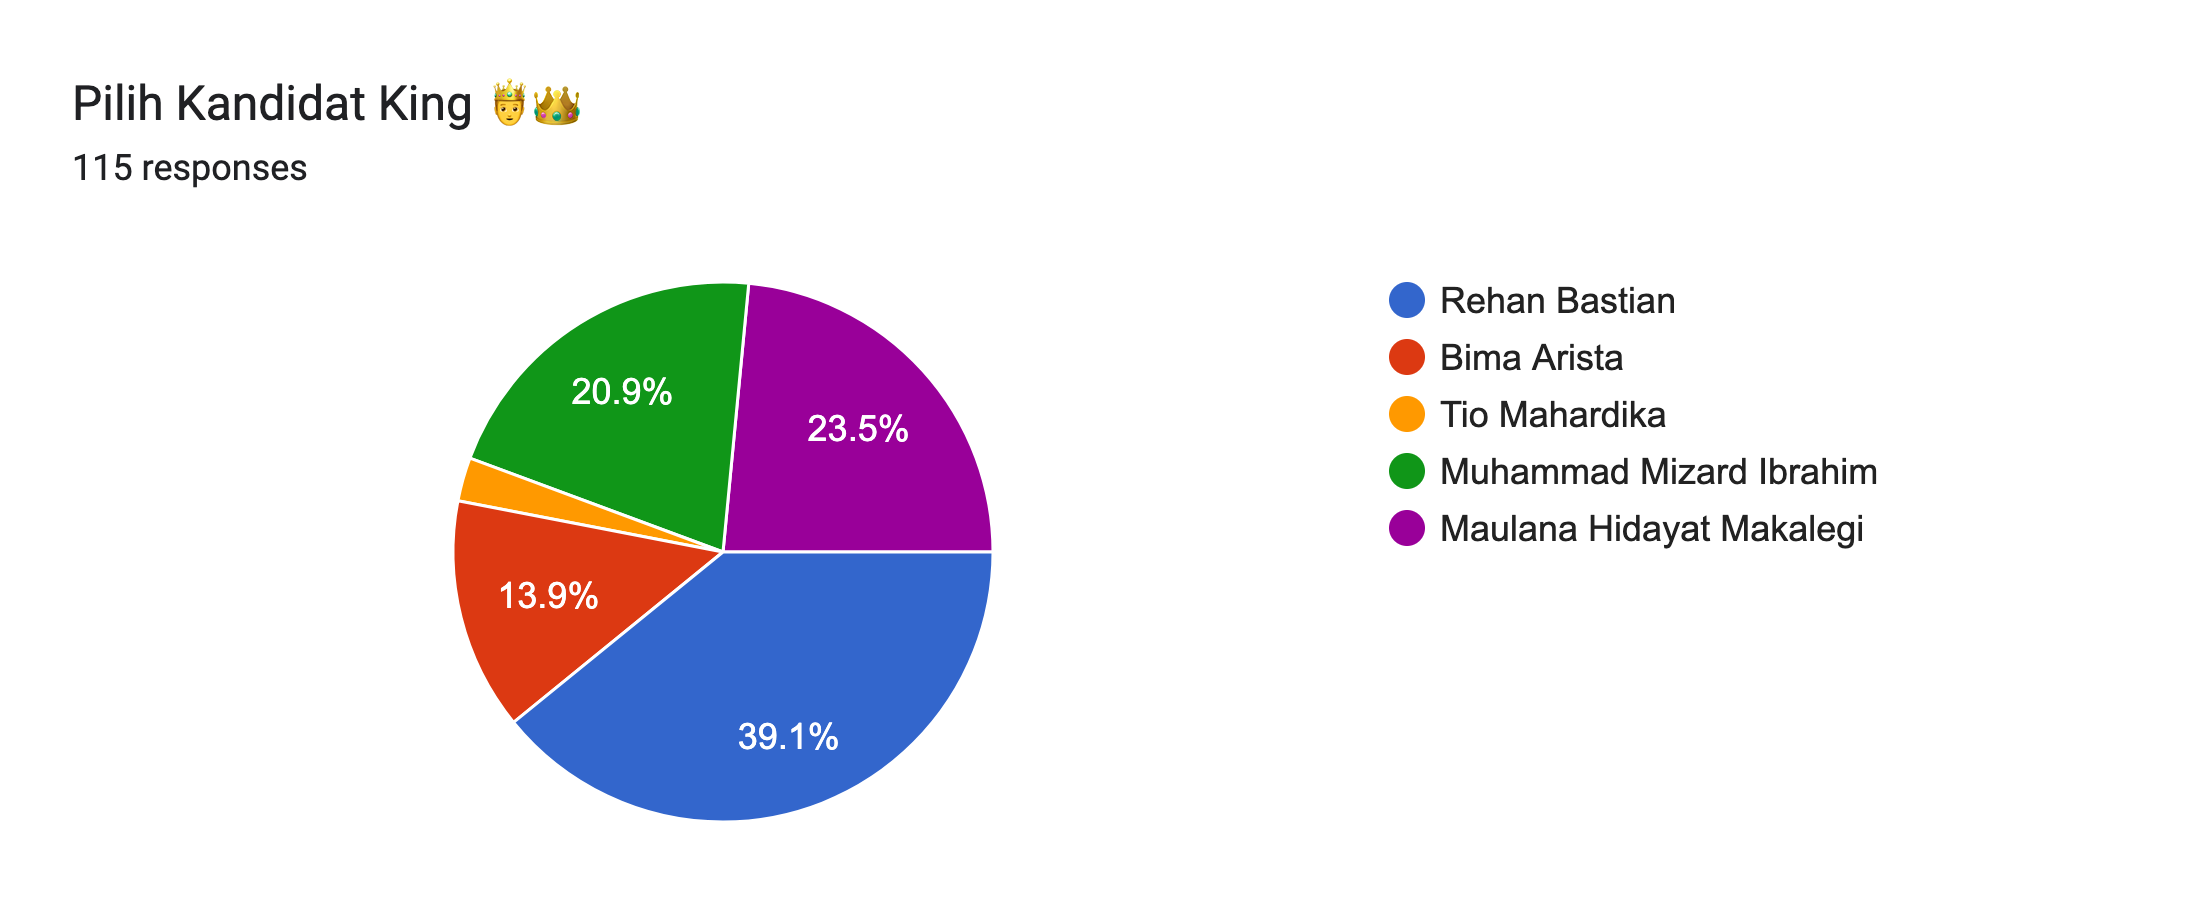 Pilih Kandidat King 🤴👑
115 responses
20.9%
23.5%
13.9%
39.1%
Rehan Bastian
Bima Arista
Tio Mahardika
Muhammad Mizard Ibrahim
Maulana Hidayat Makalegi